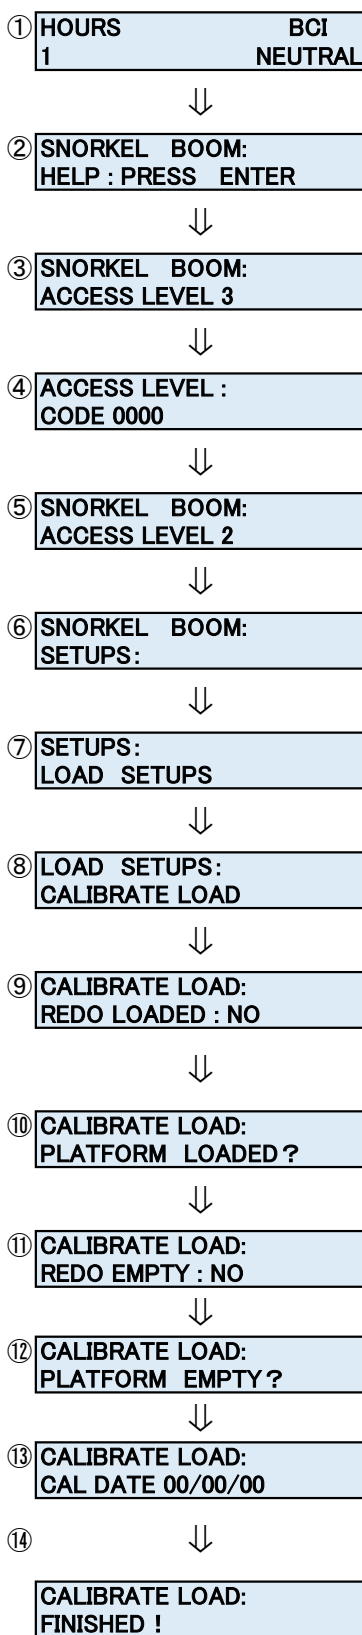 ① HOURS BCI
1 NEUTRAL
⇓
② SNORKEL BOOM:
HELP : PRESS ENTER
⇓
③ SNORKEL BOOM:
ACCESS LEVEL 3
⇓
④ ACCESS LEVEL :
CODE 0000
⇓
⑤ SNORKEL BOOM:
ACCESS LEVEL 2
⇓
⑥ SNORKEL BOOM:
SETUPS:
⇓
⑦ SETUPS:
LOAD SETUPS
⇓
⑧ LOAD SETUPS:
CALIBRATE LOAD
⇓
⑨ CALIBRATE LOAD:
REDO LOADED : NO
⇓
⑩ CALIBRATE LOAD:
PLATFORM LOADED?
⇓
⑪ CALIBRATE LOAD:
REDO EMPTY : NO
⇓
⑫ CALIBRATE LOAD:
PLATFORM EMPTY?
⇓
⑬ CALIBRATE LOAD:
CAL DATE 00/00/00
⑭ ⇓
CALIBRATE LOAD:
FINISHED !